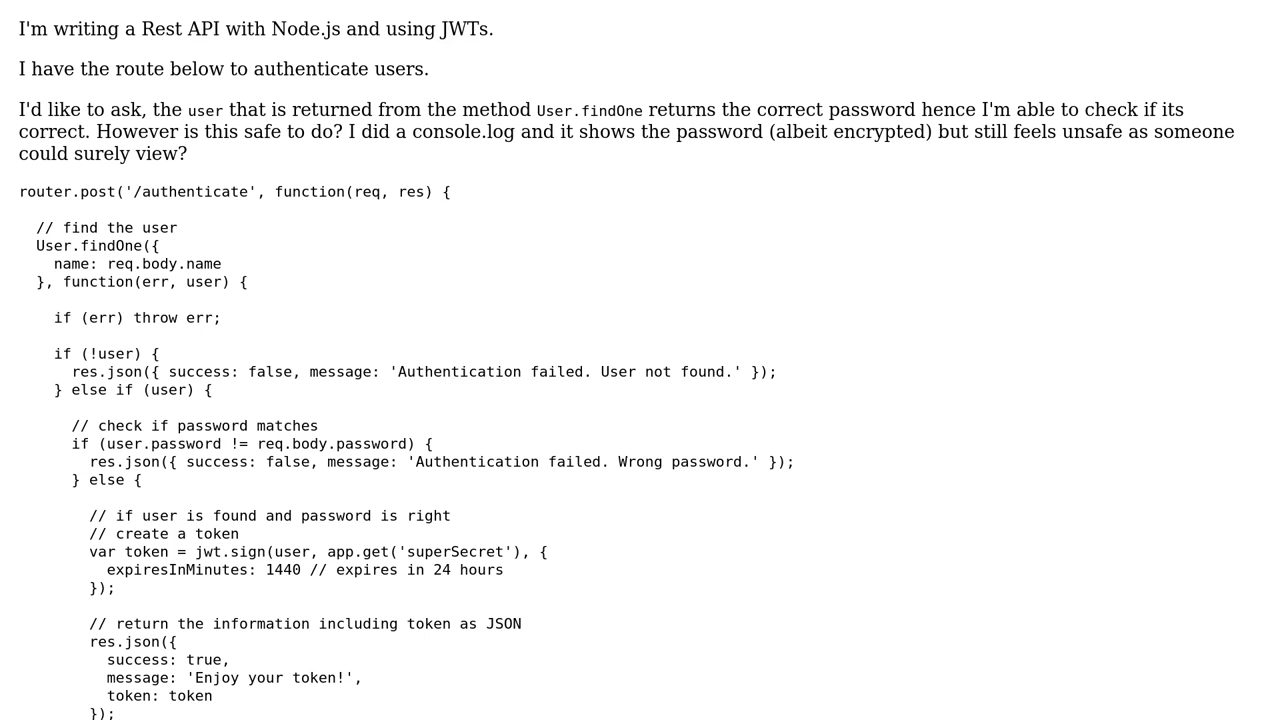 I'm writing a Rest API with Node.js and using JWTs.
I have the route below to authenticate users.
I'd like to ask, the user that is returned from the method User.findOne returns the correct password hence I'm able to check if its
correct. However is this safe to do? I did a console.log and it shows the password (albeit encrypted) but still feels unsafe as someone
could surely view?
router.post('/authenticate', function(req, res) {
  // find the user
  User.findOne({
    name: req.body.name
  }, function(err, user) {
    if (err) throw err;
    if (!user) {
      res.json({ success: false, message: 'Authentication failed. User not found.' });
    } else if (user) {
      // check if password matches
      if (user.password != req.body.password) {
        res.json({ success: false, message: 'Authentication failed. Wrong password.' });
      } else {
        // if user is found and password is right
        // create a token
        var token = jwt.sign(user, app.get('superSecret'), {
          expiresInMinutes: 1440 // expires in 24 hours
        });
        // return the information including token as JSON
        res.json({
          success: true,
          message: 'Enjoy your token!',
          token: token
        });